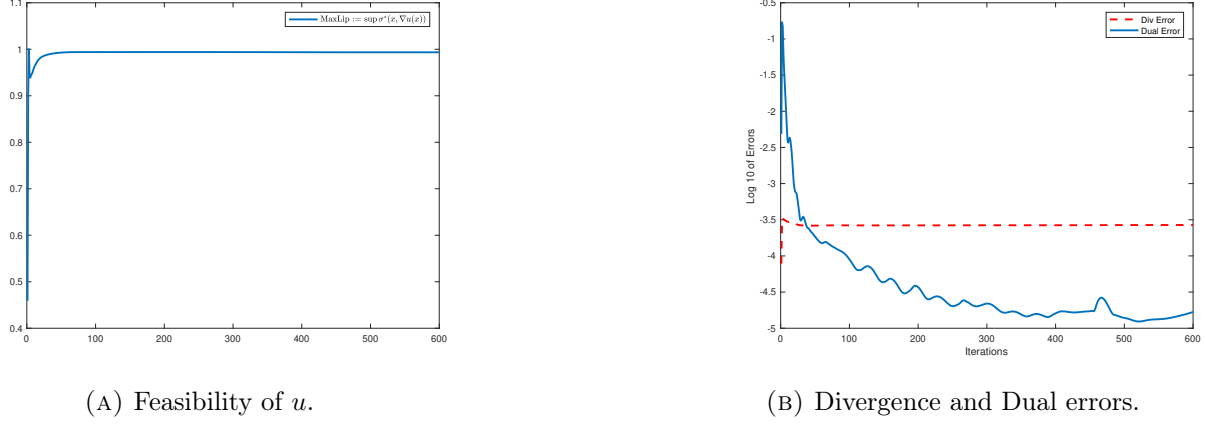 1.1
1
0.9
0.8
0.7
0.6
0.5
0.4
0 100 200 300 400 500 600
MaxLip := sup σ*(x, ∇u(x))
(A) Feasibility of u.
-0.5
-1
-1.5
-2
-2.5
-3
-3.5
-4
-4.5
-5
Log 10 of Errors
0 100 200 300 400 500 600
Iterations
Div Error
Dual Error
(B) Divergence and Dual errors.